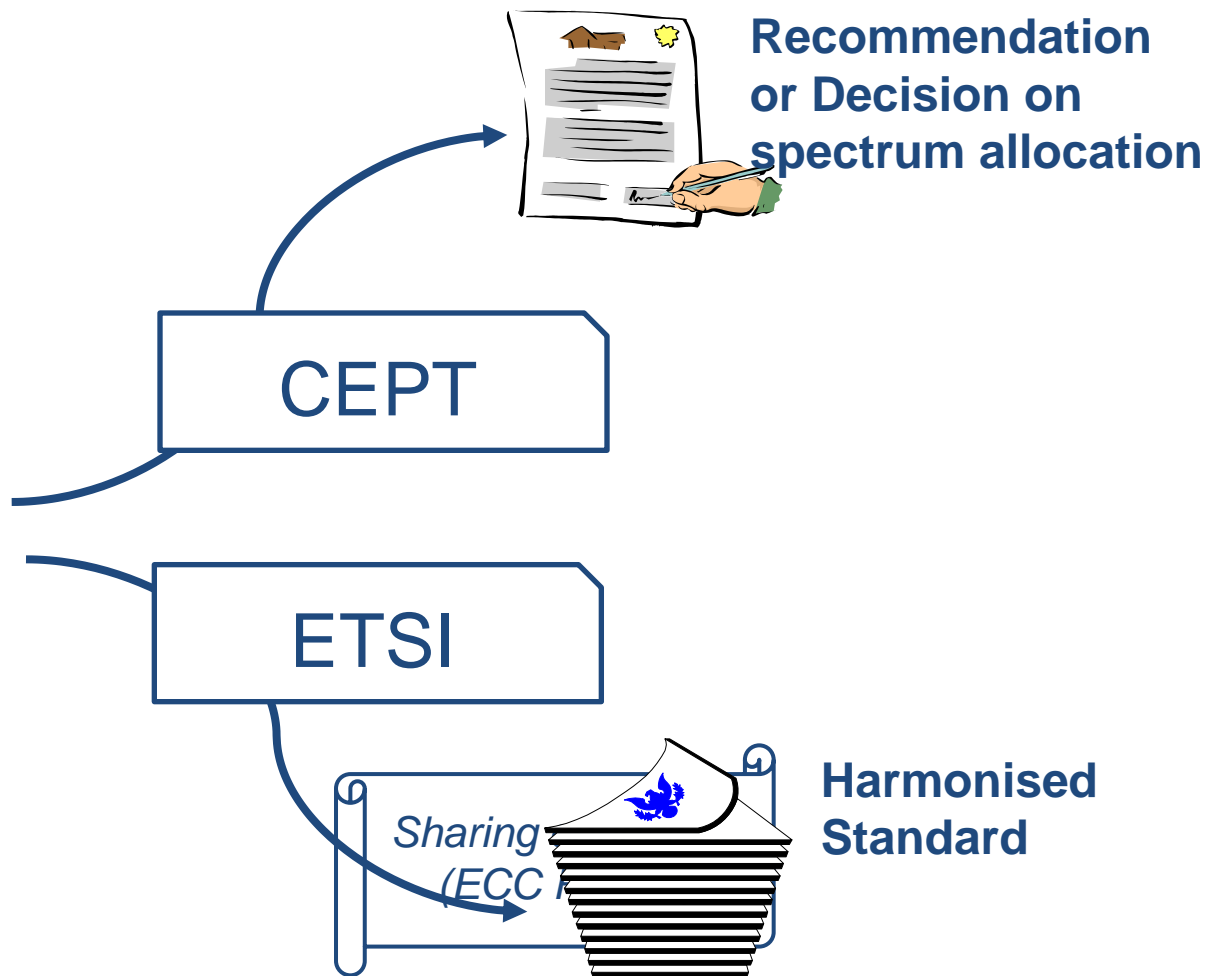 Recommendation
or Decision on
spectrum allocation
CEPT
ETSI
Harmonised
Standard
Sharing
(ECC